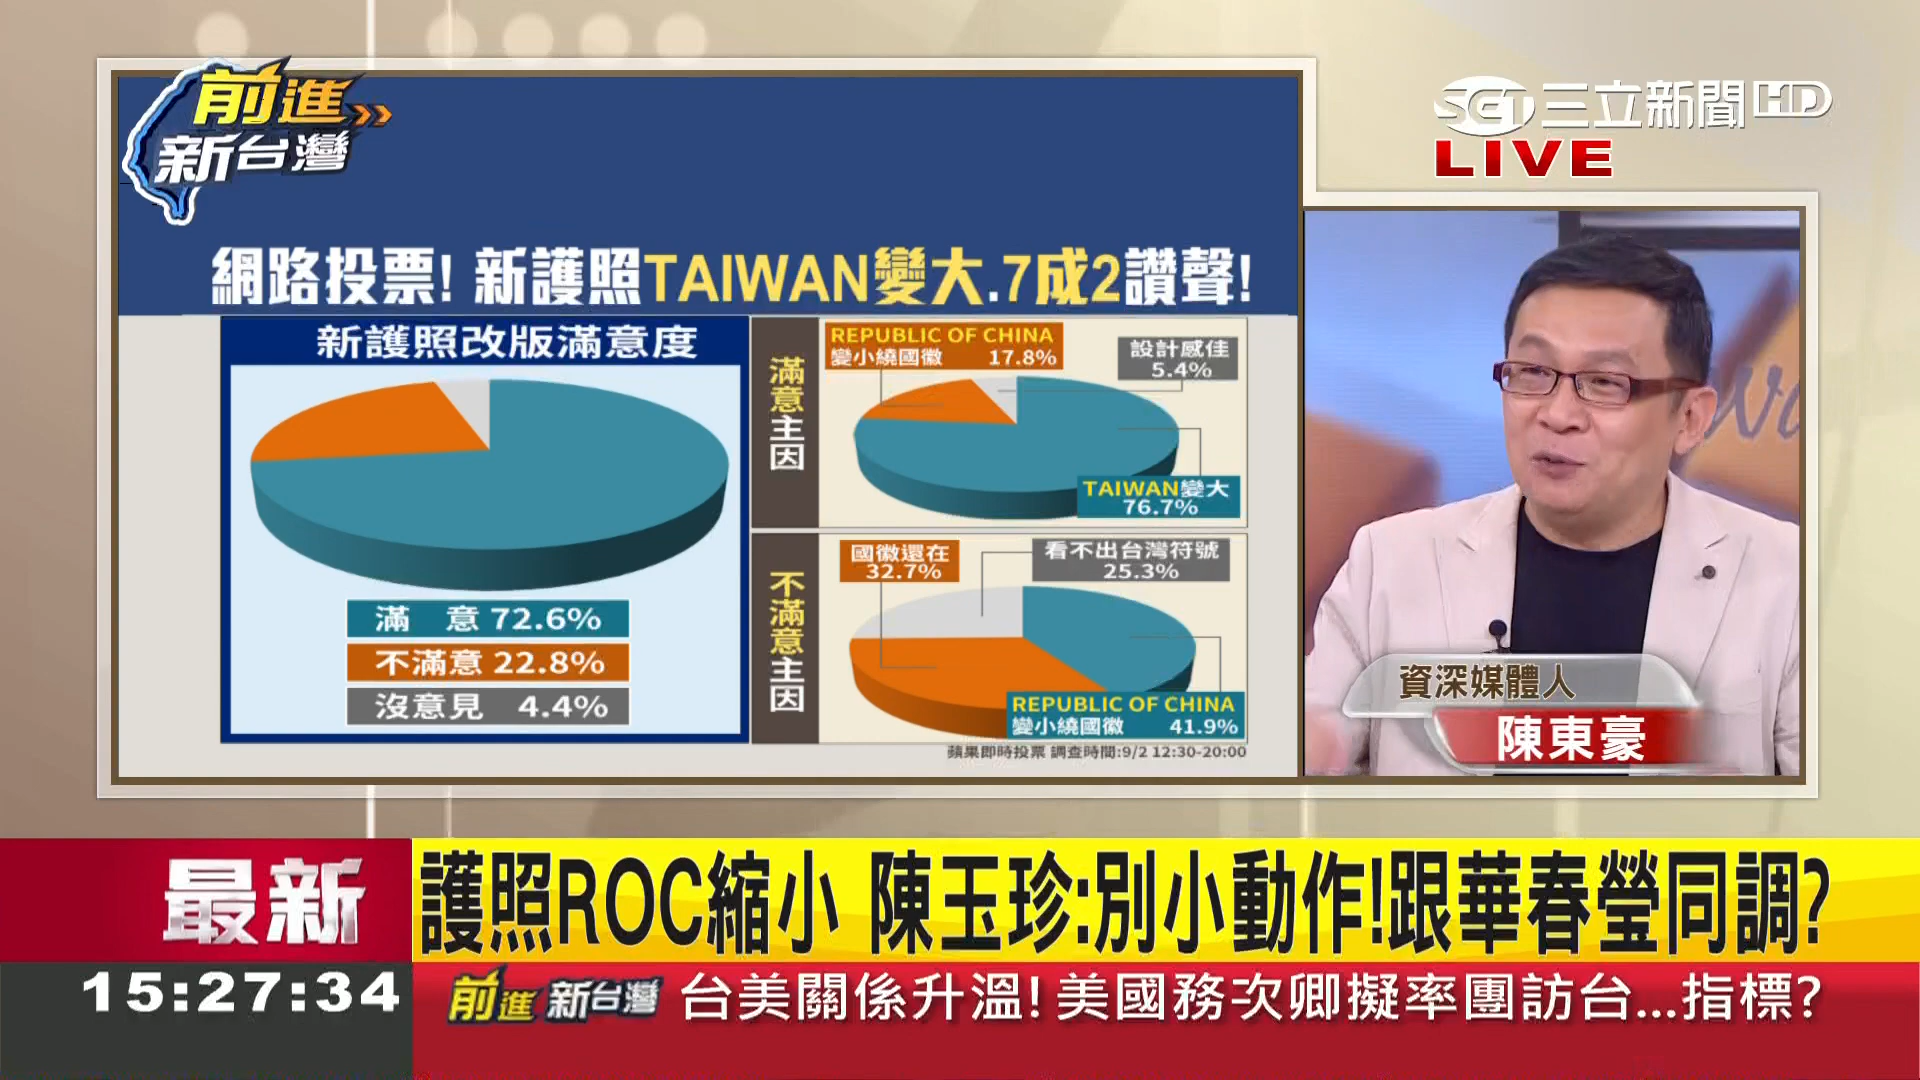 前進
新台灣
SET三立新聞HD
LIVE
網路投票! 新護照TAIWAN變大.7成2讚聲!
新護照改版滿意度
滿 意 72.6%
不滿意 22.8%
沒意見 4.4%
滿意主因
REPUBLIC OF CHINA
變小繞國徽 17.8%
設計感佳
5.4%
TAIWAN變大
76.7%
不滿意主因
國徽還在
32.7%
看不出台灣符號
25.3%
REPUBLIC OF CHINA
變小繞國徽 41.9%
蘋果即時投票 調查時間:9/2 12:30-20:00
資深媒體人
陳東豪
最新
護照ROC縮小 陳玉珍:別小動作!跟華春瑩同調?
15:27:34
前進新台灣 台美關係升溫!美國務次卿擬率團訪台...指標?